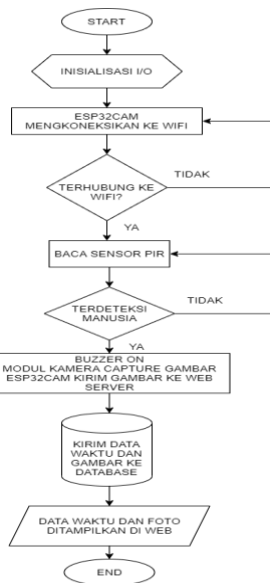 START
INISIALISASI I/O
ESP32CAM
MENGKONEKSIKAN KE WIFI
TERHUBUNG KE
WIFI?
TIDAK
YA
BACA SENSOR PIR
TERDETEKSI
MANUSIA
TIDAK
YA
BUZZER ON
MODUL KAMERA CAPTURE GAMBAR
ESP32CAM KIRIM GAMBAR KE WEB
SERVER
KIRIM DATA
WAKTU DAN
GAMBAR KE
DATABASE
DATA WAKTU DAN FOTO
DITAMPILKAN DI WEB
END